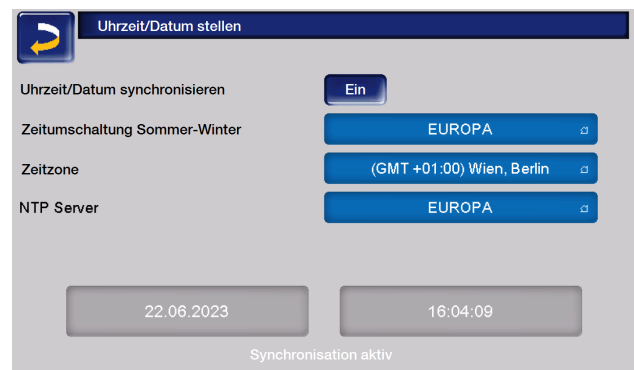 Uhrzeit/Datum stellen
Uhrzeit/Datum synchronisieren Ein
Zeitumschaltung Sommer-Winter EUROPA
Zeitzone (GMT +01:00) Wien, Berlin
NTP Server EUROPA
22.06.2023 16:04:09
Synchronisation aktiv